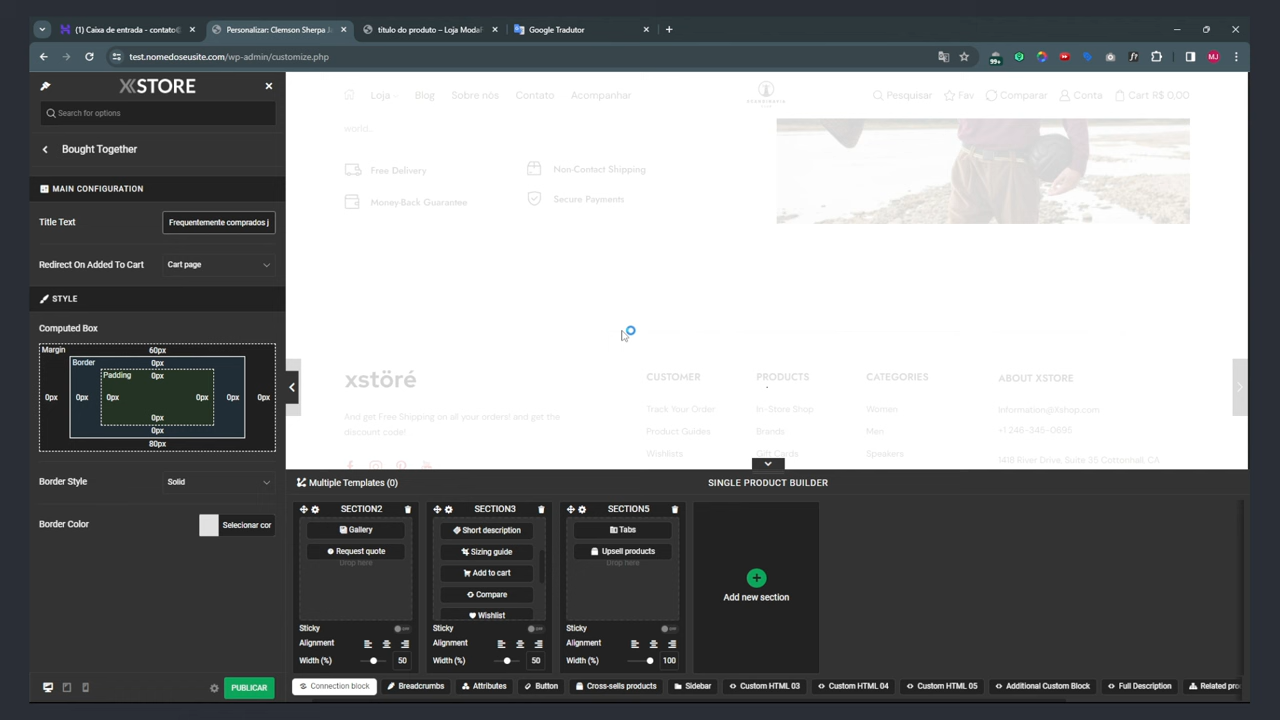 (1) Caixa de entrada - contato@
Personalizar: Clemson Sherpa Ja
título do produto – Loja Modal
Google Tradutor
test.nomedoseusite.com/wp-admin/customize.php
99+
f?
MJ
XSTORE
Search for options
Bought Together
MAIN CONFIGURATION
Title Text
Frequentemente comprados j
Redirect On Added To Cart
Cart page
STYLE
Computed Box
Margin
60px
Border
0px
Padding
0px
0px
0px
0px
0px
0px
0px
0px
0px
80px
Border Style
Solid
Border Color
Selecionar cor
PUBLICAR
Loja
Blog
Sobre nós
Contato
Acompanhar
SCANDINAVIA
Pesquisar
Fav
Comparar
Conta
Cart R$ 0,00
world...
Free Delivery
Non-Contact Shipping
Money-Back Guarantee
Secure Payments
xstöré
And get Free Shipping on all your orders! and get the
discount code!
CUSTOMER
Track Your Order
Product Guides
Wishlists
PRODUCTS
In-Store Shop
Brands
Gift Cards
CATEGORIES
Women
Men
Speakers
ABOUT XSTORE
Information@Xshop.com
+1 246-345-0695
1418 River Drive, Suite 35 Cottonhall, CA
Multiple Templates (0)
SINGLE PRODUCT BUILDER
SECTION2
Gallery
Request quote
Drop here
Sticky
Alignment
Width (%)
50
SECTION3
Short description
Sizing guide
Add to cart
Compare
Wishlist
Sticky
Alignment
Width (%)
50
SECTION5
Tabs
Upsell products
Drop here
Sticky
Alignment
Width (%)
100
Add new section
Connection block
Breadcrumbs
Attributes
Button
Cross-sells products
Sidebar
Custom HTML 03
Custom HTML 04
Custom HTML 05
Additional Custom Block
Full Description
Related pro